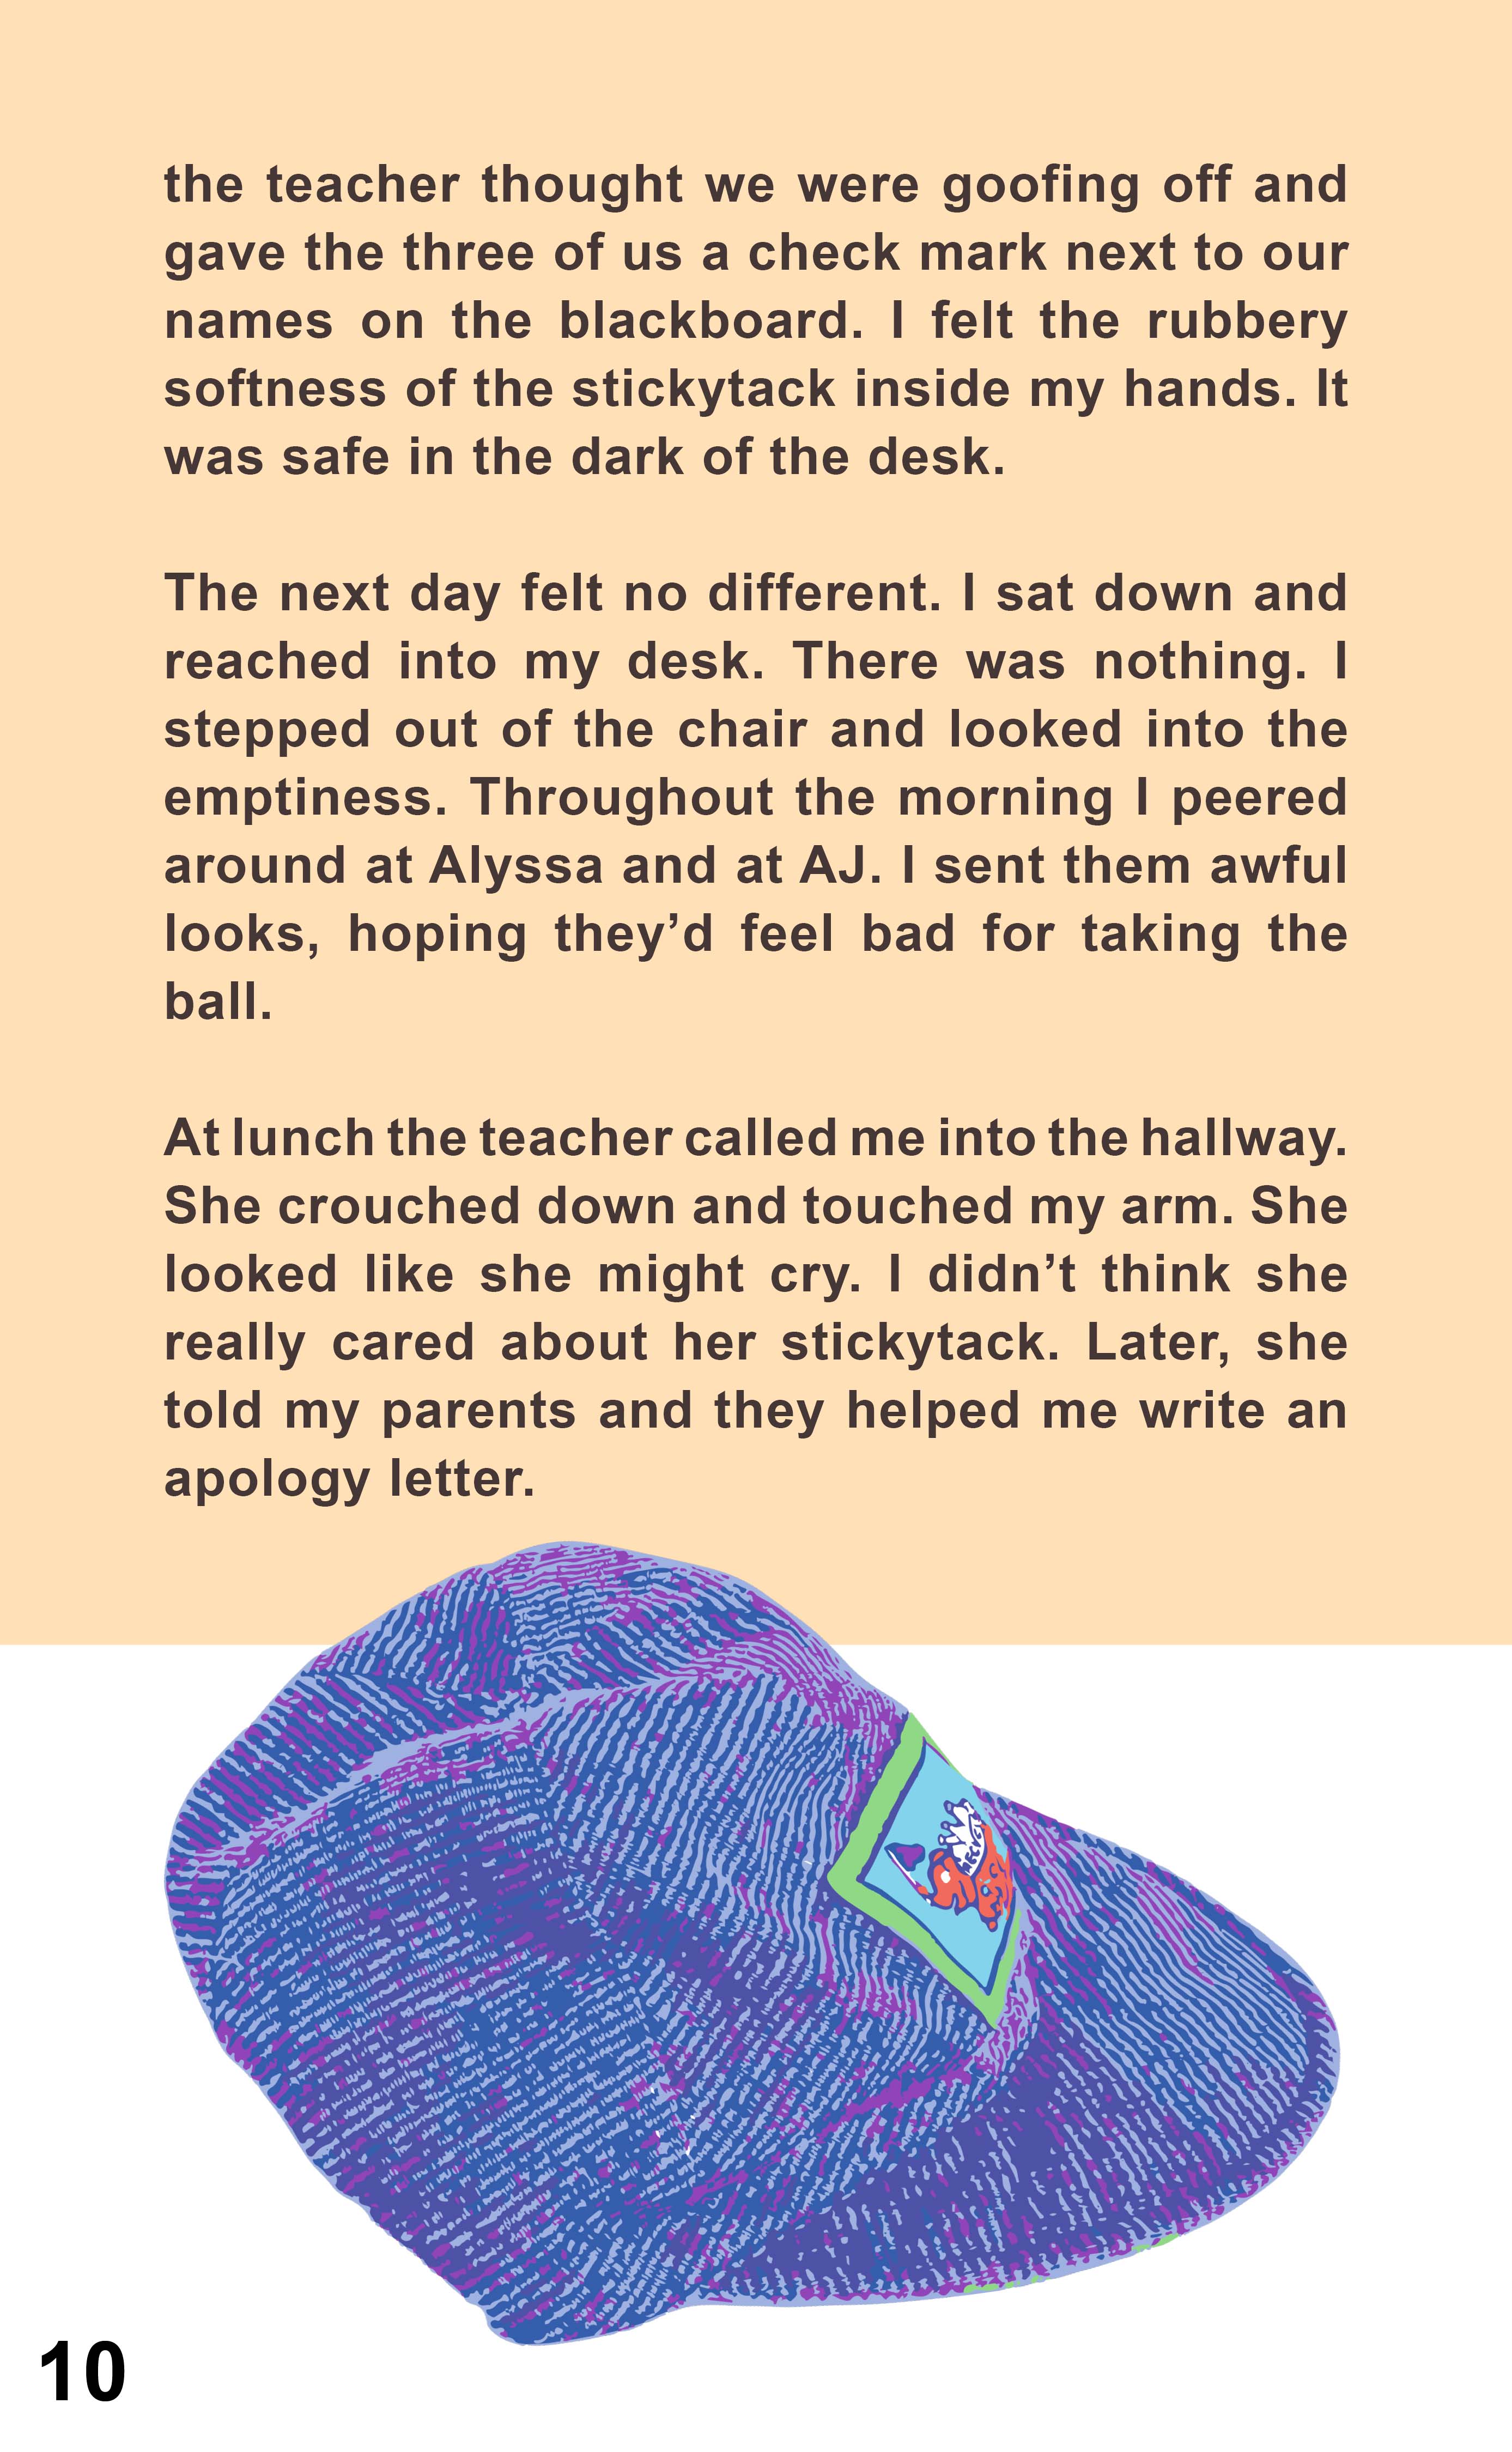 the teacher thought we were goofing off and
gave the three of us a check mark next to our
names on the blackboard. I felt the rubbery
softness of the stickytack inside my hands. It
was safe in the dark of the desk.
The next day felt no different. I sat down and
reached into my desk. There was nothing. I
stepped out of the chair and looked into the
emptiness. Throughout the morning I peered
around at Alyssa and at AJ. I sent them awful
looks, hoping they’d feel bad for taking the
ball.
At lunch the teacher called me into the hallway.
She crouched down and touched my arm. She
looked like she might cry. I didn’t think she
really cared about her stickytack. Later, she
told my parents and they helped me write an
apology letter.
10